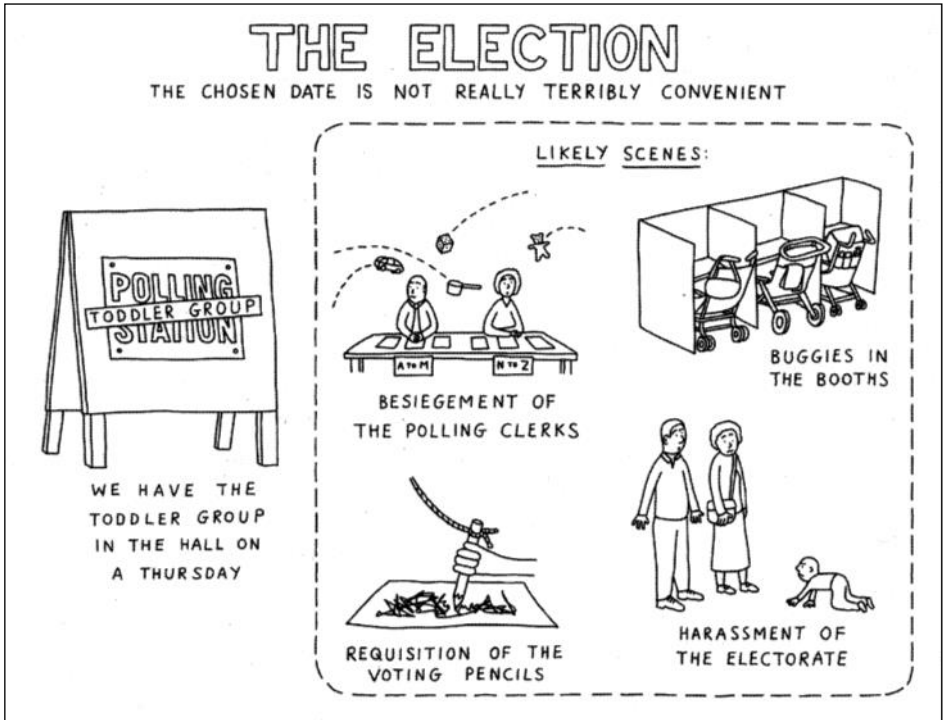 THE ELECTION
THE CHOSEN DATE IS NOT REALLY TERRIBLY CONVENIENT
POLLING
TODDLER GROUP
STATION
WE HAVE THE
TODDLER GROUP
IN THE HALL ON
A THURSDAY
LIKELY SCENES:
A TO M
N TO Z
BESIEGEMENT OF
THE POLLING CLERKS
BUGGIES IN
THE BOOTHS
REQUISITION OF THE
VOTING PENCILS
HARASSMENT OF
THE ELECTORATE